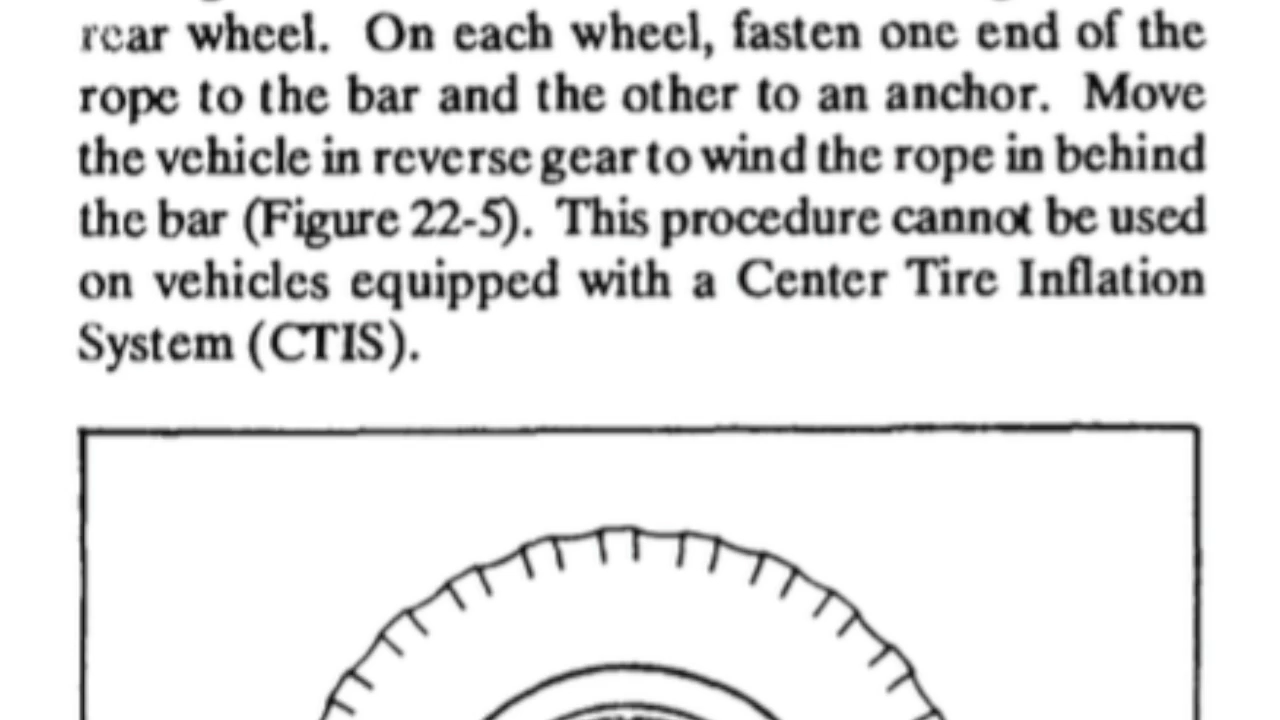 rear wheel. On each wheel, fasten one end of the
rope to the bar and the other to an anchor. Move
the vehicle in reverse gear to wind the rope in behind
the bar (Figure 22-5). This procedure cannot be used
on vehicles equipped with a Center Tire Inflation
System (CTIS).